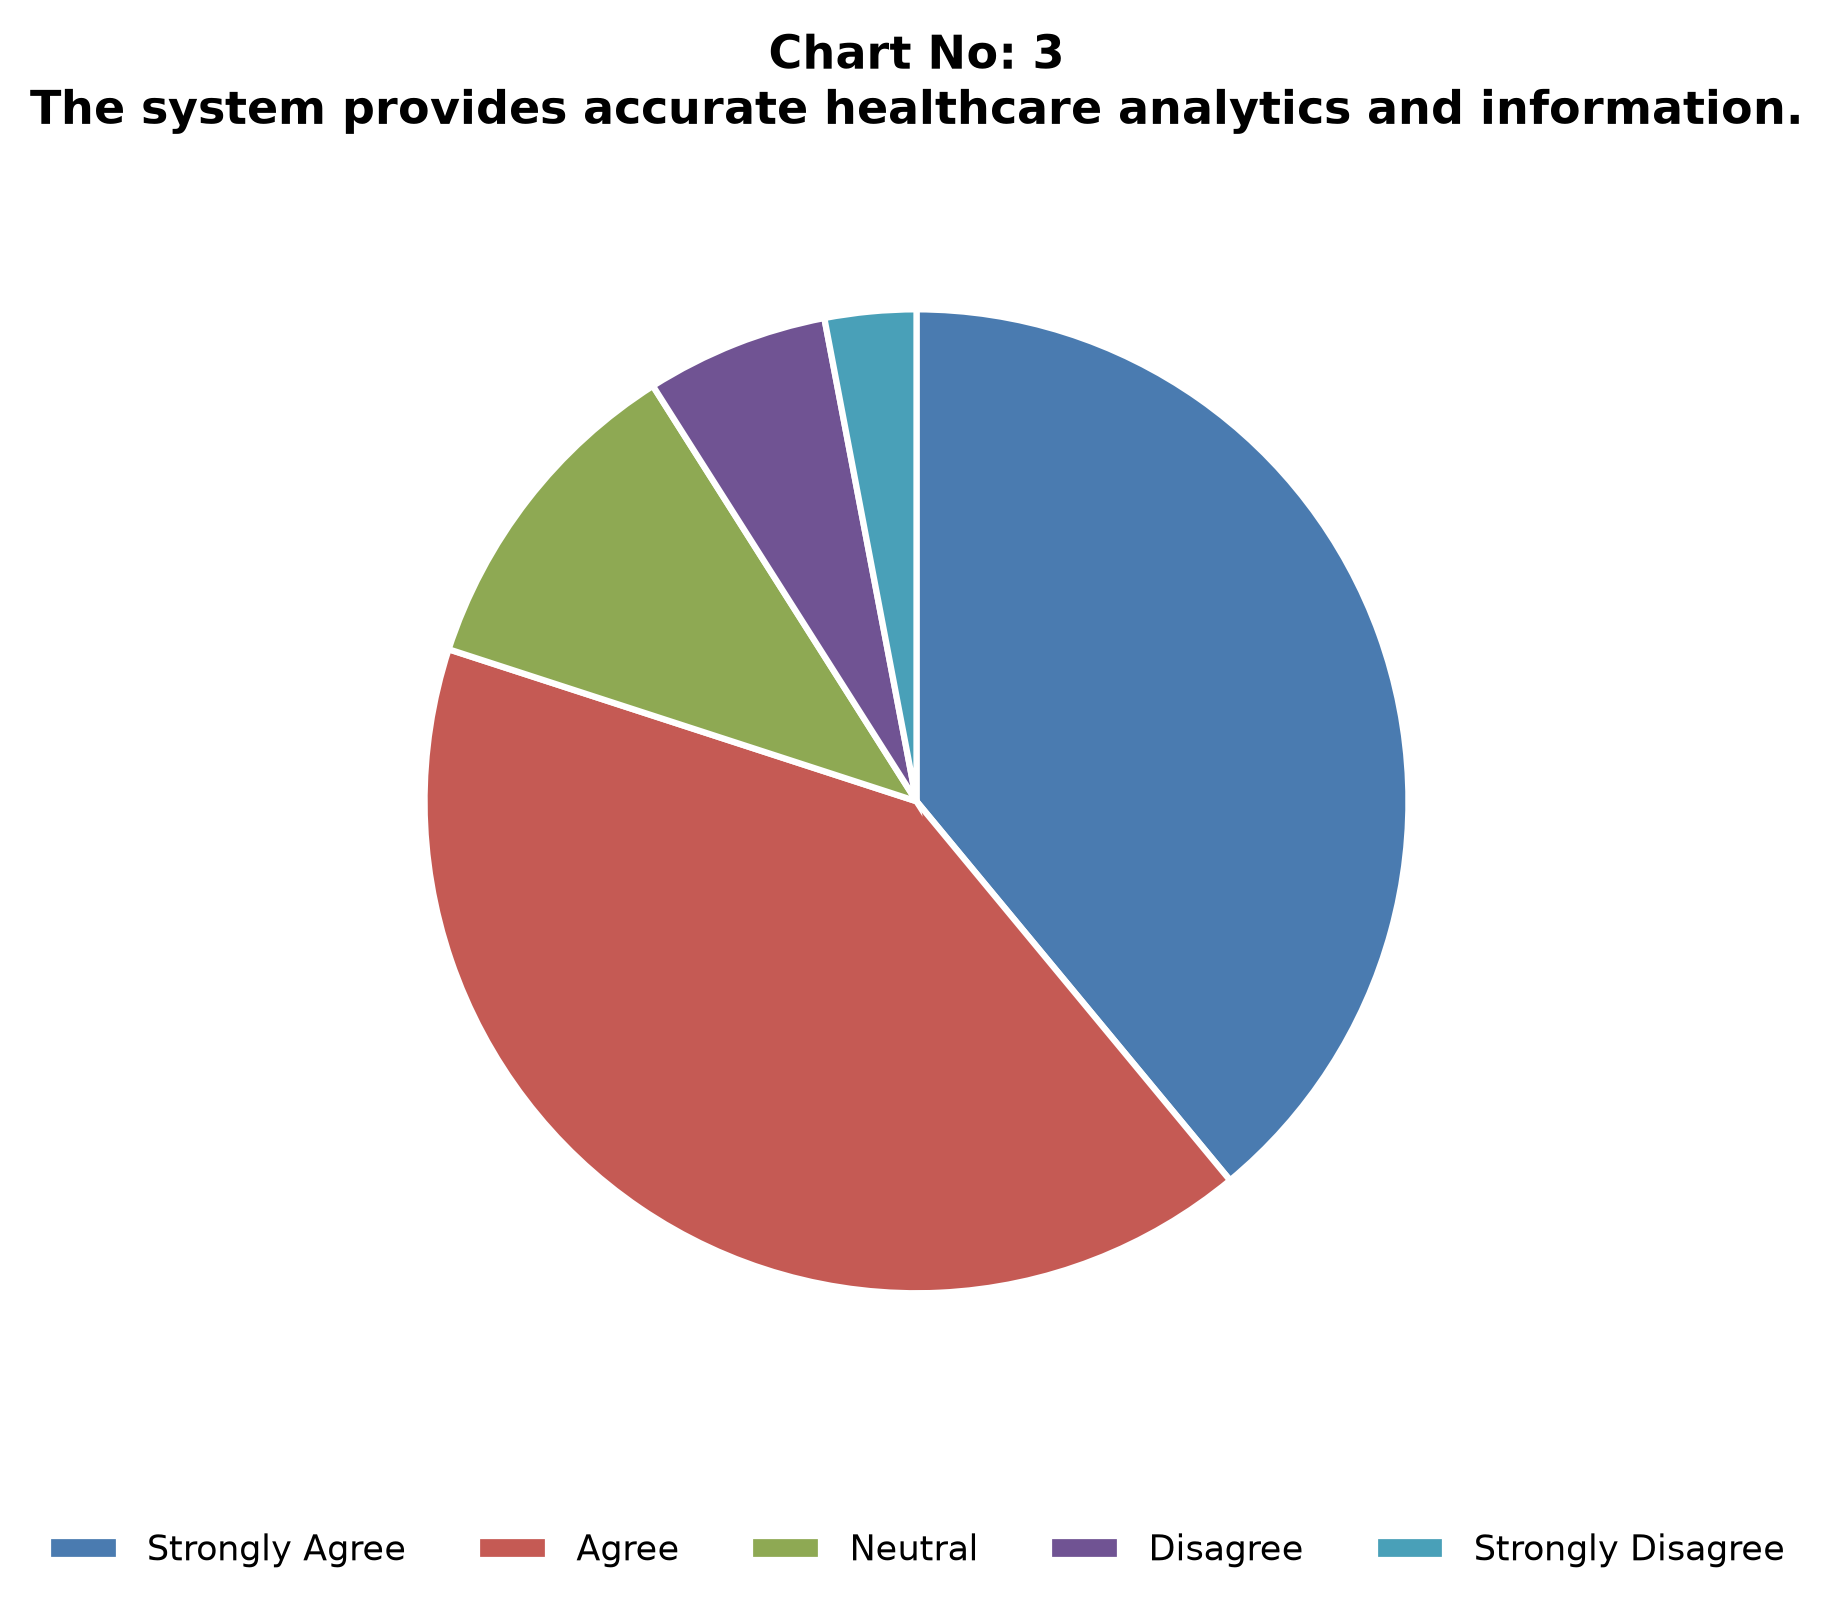 Chart No: 3
The system provides accurate healthcare analytics and information.
Strongly Agree
Agree
Neutral
Disagree
Strongly Disagree